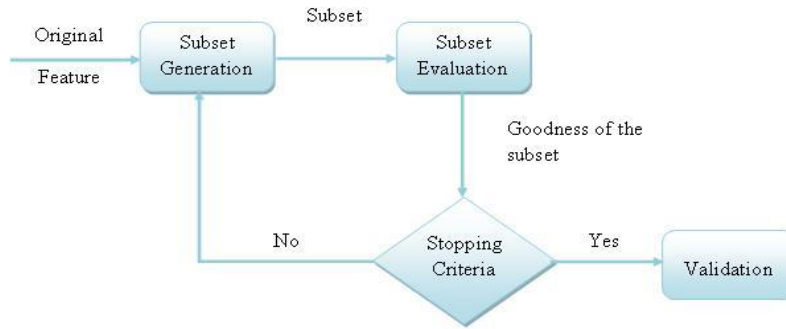 Original
Feature
Subset
Generation
Subset
Subset
Evaluation
Goodness of the
subset
Stopping
Criteria
No
Yes
Validation